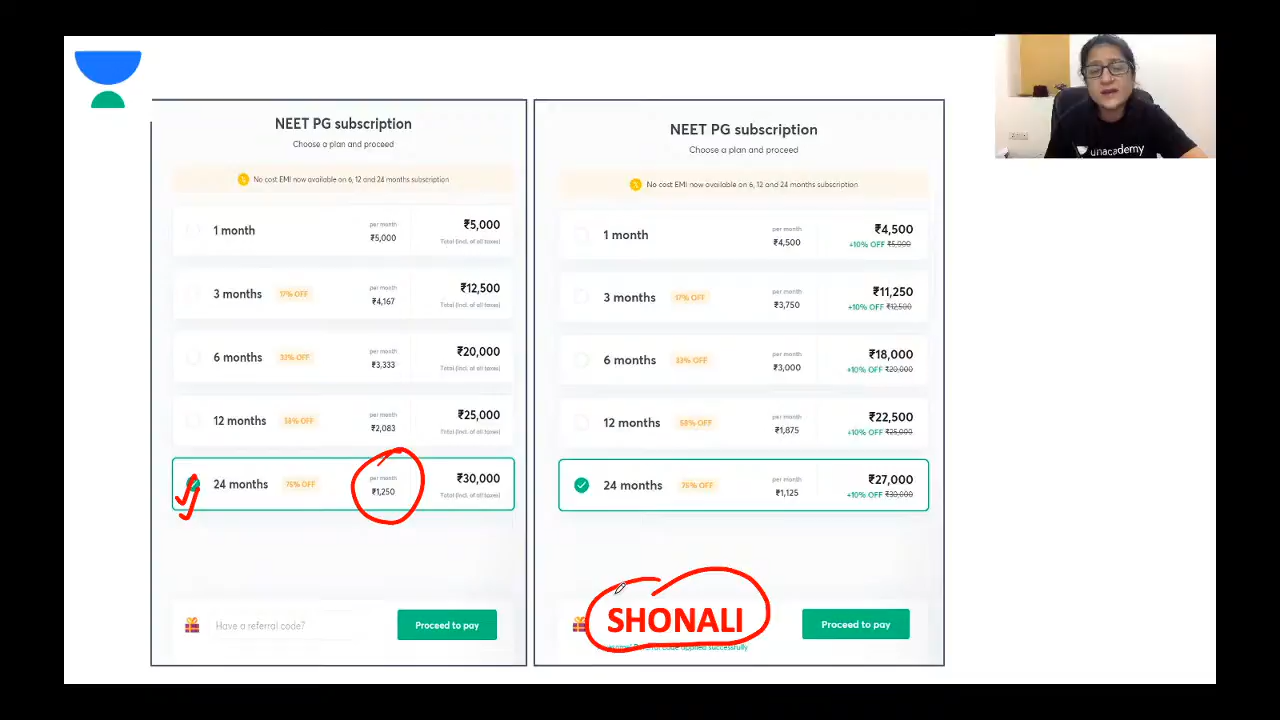 NEET PG subscription
Choose a plan and proceed
No cost EMI now available on 6, 12 and 24 months subscription
1 month
per month
₹5,000
₹5,000
Total (Incl. of all taxes)
3 months
17% OFF
per month
₹4,167
₹12,500
Total (Incl. of all taxes)
6 months
33% OFF
per month
₹3,333
₹20,000
Total (Incl. of all taxes)
12 months
58% OFF
per month
₹2,083
₹25,000
Total (Incl. of all taxes)
24 months
75% OFF
per month
₹1,250
₹30,000
Total (Incl. of all taxes)
Have a referral code?
Proceed to pay
NEET PG subscription
Choose a plan and proceed
No cost EMI now available on 6, 12 and 24 months subscription
1 month
per month
₹4,500
₹4,500
+10% OFF ₹5,000
3 months
17% OFF
per month
₹3,750
₹11,250
+10% OFF ₹12,500
6 months
33% OFF
per month
₹3,000
₹18,000
+10% OFF ₹20,000
12 months
58% OFF
per month
₹1,875
₹22,500
+10% OFF ₹25,000
24 months
75% OFF
per month
₹1,125
₹27,000
+10% OFF ₹30,000
SHONALI
code applied successfully
Proceed to pay
unacademy